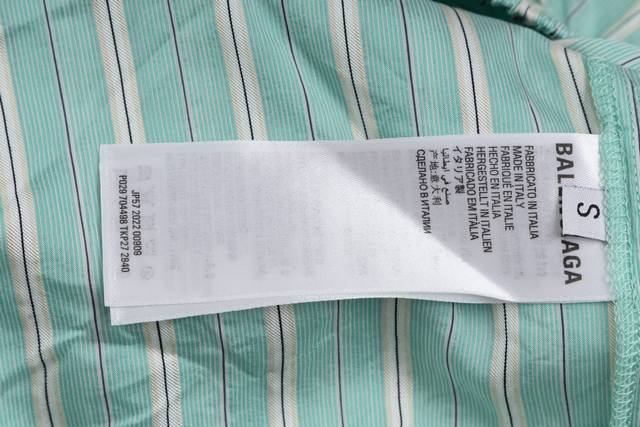 BALENCIAGA
S
FABBRICATO IN ITALIA
MADE IN ITALY
FABRIQUÉ EN ITALIE
HECHO EN ITALIA
HERGESTELLT IN ITALIEN
FABRICADO EM ITÁLIA
イタリア製
产地:意大利
صنع في إيطاليا
СДЕЛАНО В ИТАЛИИ
JP57 2022 00909
P029 704498 TKP27 2840